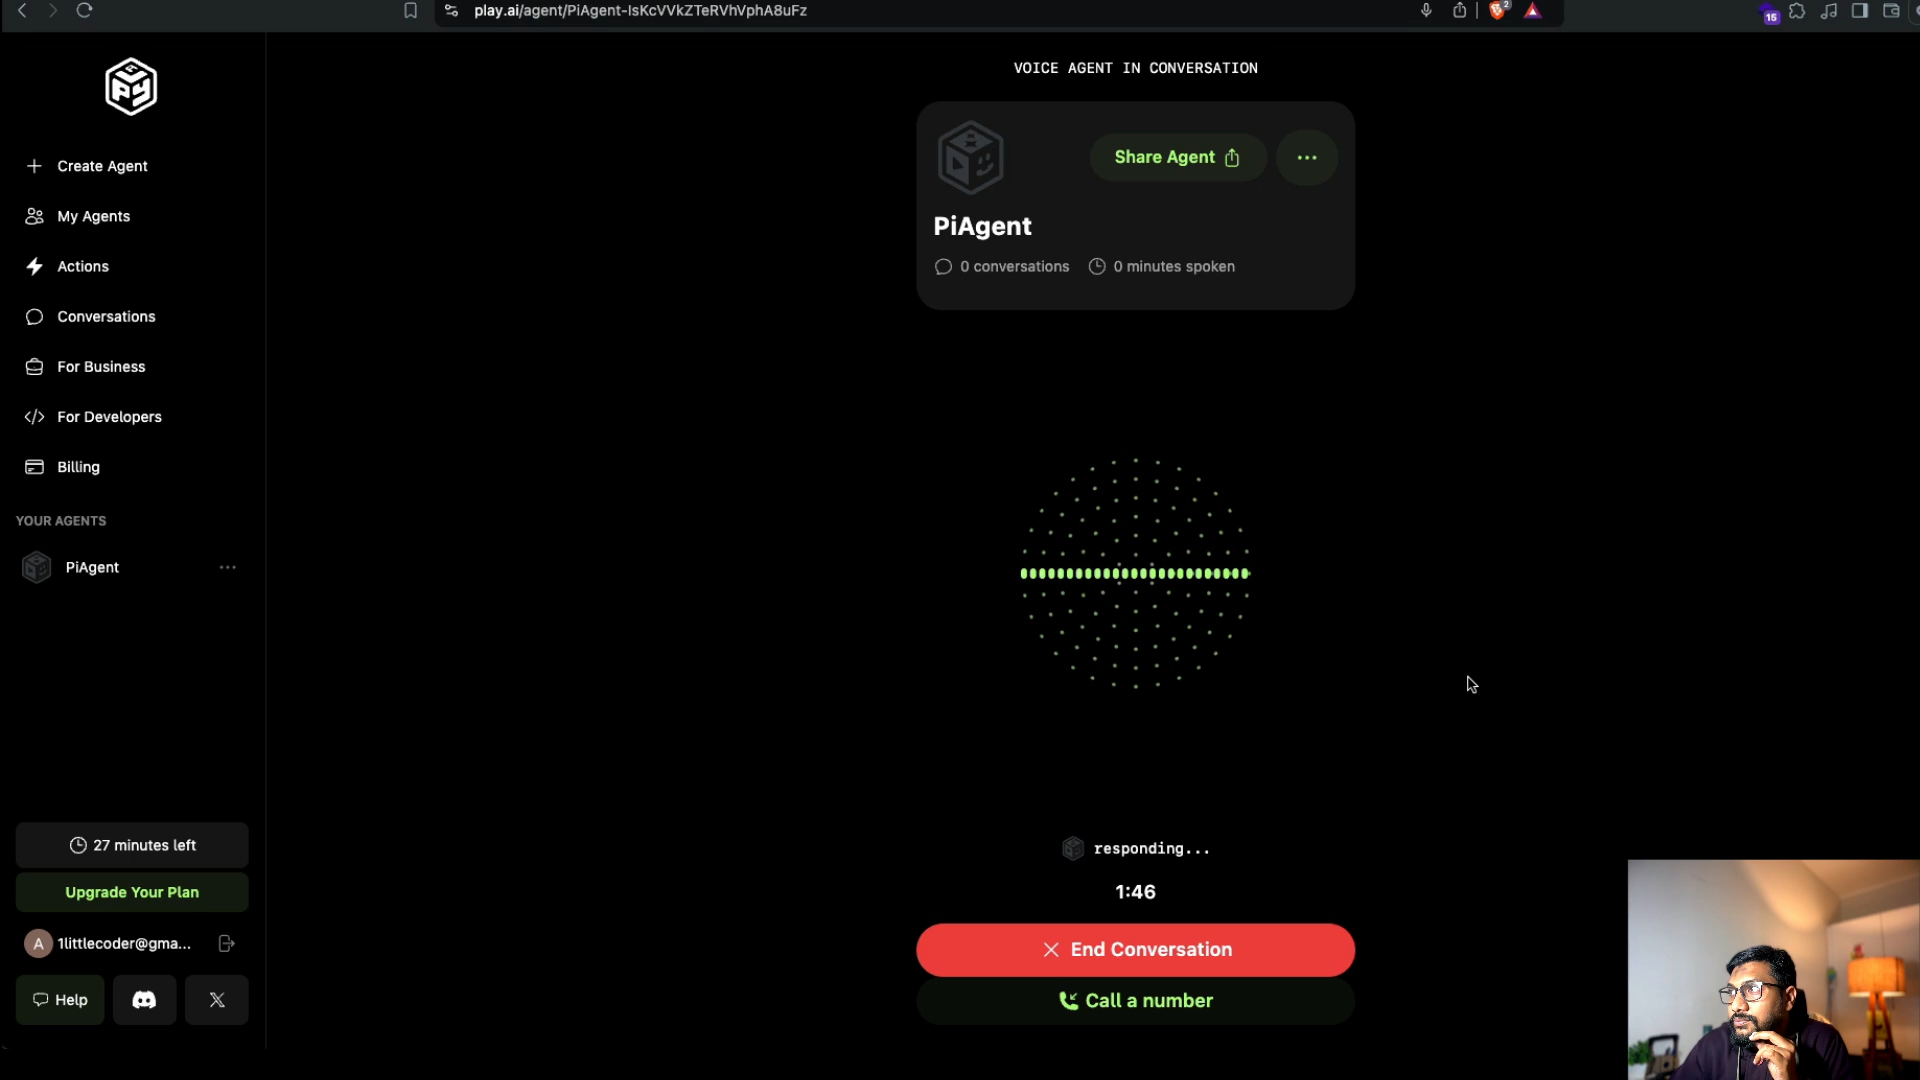 play.ai/agent/PiAgent-IsKcVVkZTeRVhVphA8uFz
2
15
VOICE AGENT IN CONVERSATION
Create Agent
My Agents
Actions
Conversations
For Business
For Developers
Billing
YOUR AGENTS
PiAgent
Share Agent
PiAgent
0 conversations
0 minutes spoken
27 minutes left
Upgrade Your Plan
A
1littlecoder@gma...
Help
responding...
1:46
End Conversation
Call a number